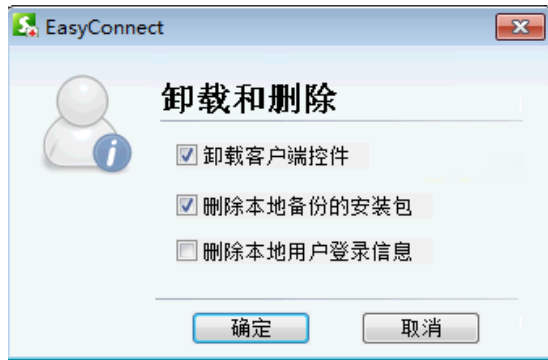 EasyConnect
卸载和删除
卸载客户端控件
删除本地备份的安装包
删除本地用户登录信息
确定
取消